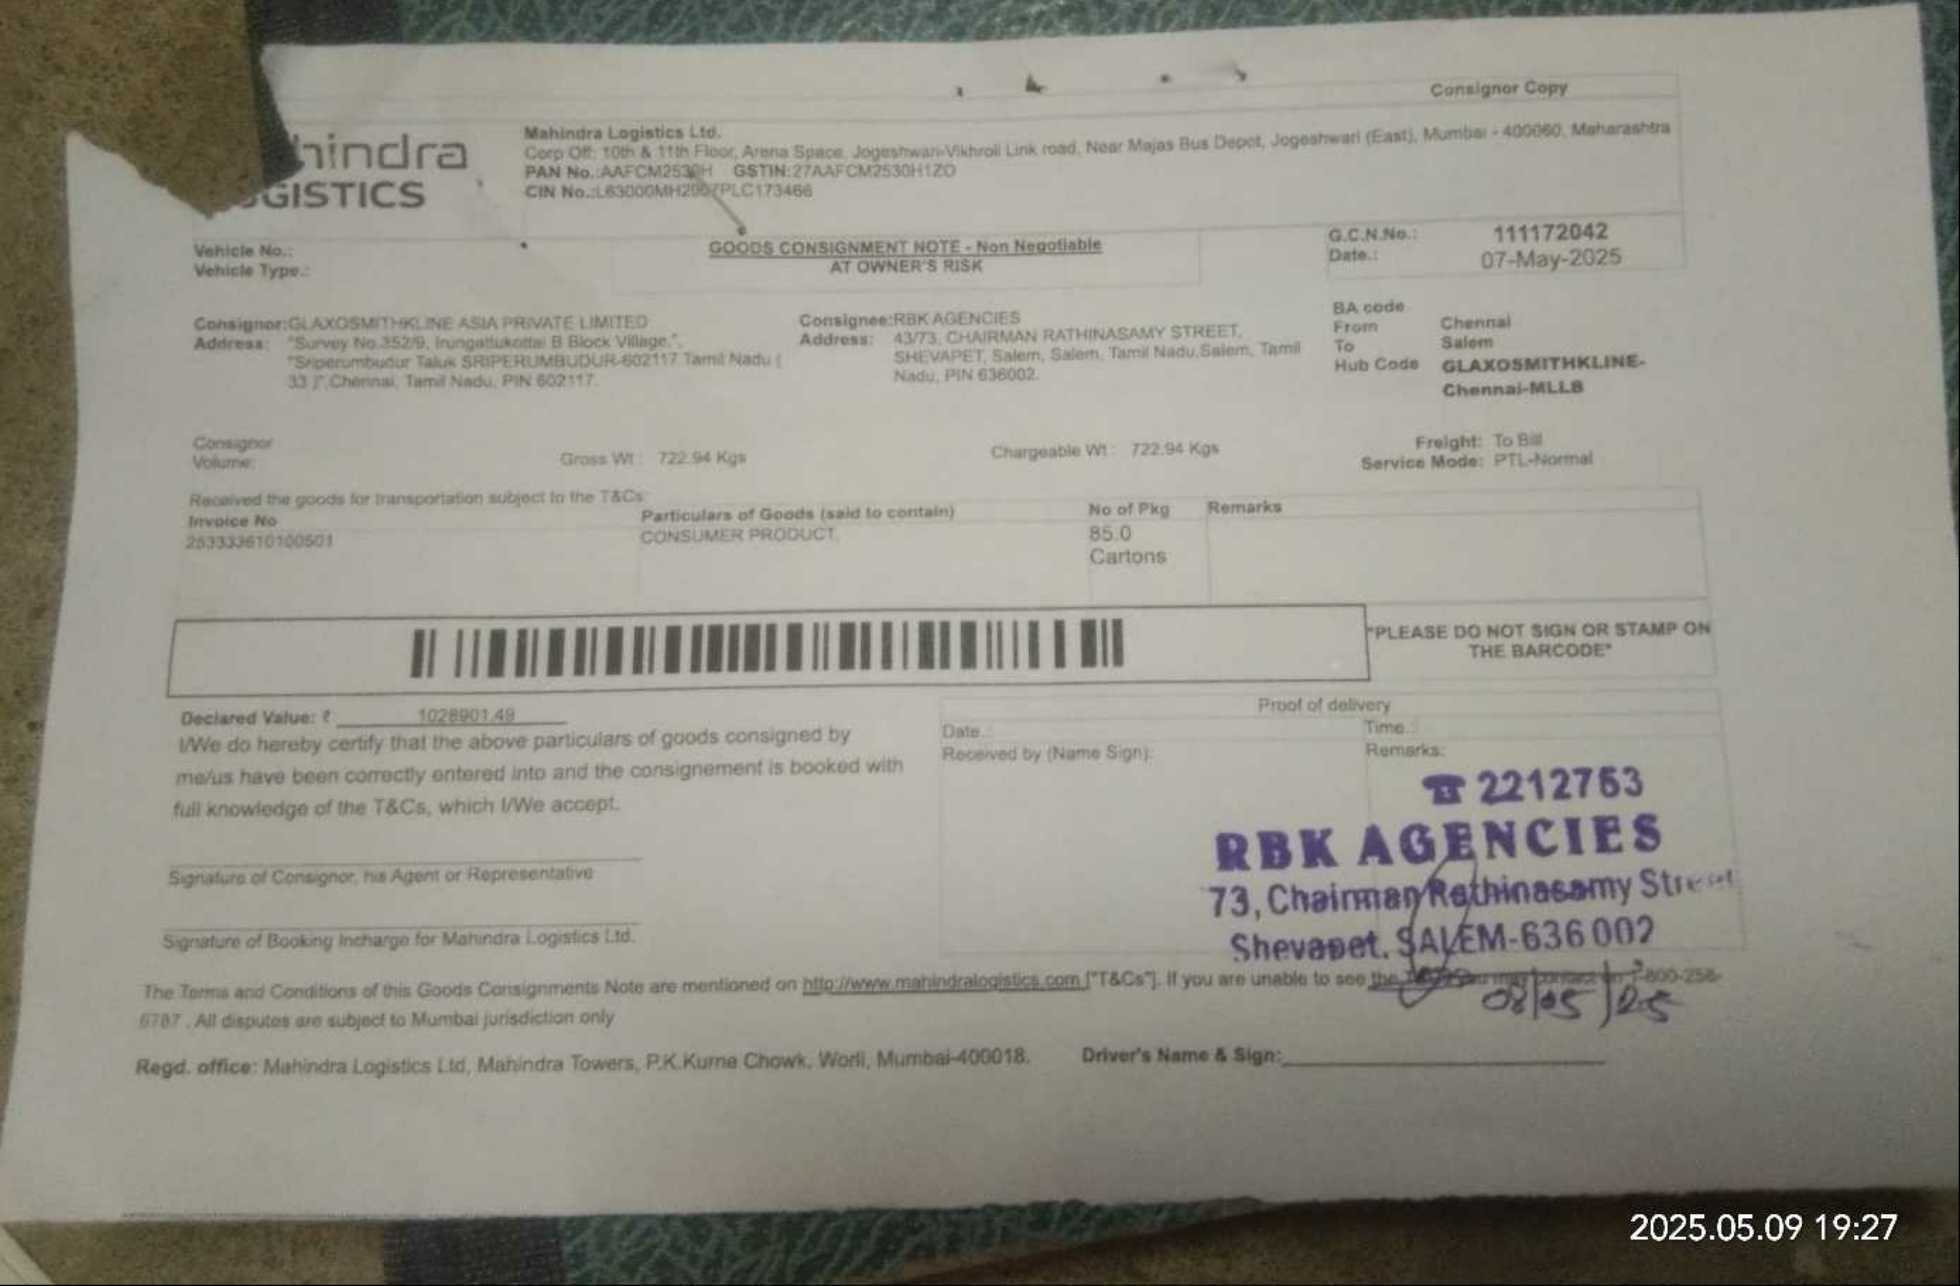 Consignor Copy
hindra
GISTICS
Mahindra Logistics Ltd.
Corp Off: 10th & 11th Floor, Arena Space, Jogeshwari-Vikhroli Link road, Near Majas Bus Depot, Jogeshwari (East), Mumbai - 400060, Maharashtra
PAN No.:AAFCM2530H GSTIN:27AAFCM2530H1ZO
CIN No.:L63000MH2007PLC173466
Vehicle No.:
Vehicle Type.:
GOODS CONSIGNMENT NOTE - Non Negotiable
AT OWNER'S RISK
G.C.N.No.: 111172042
Date.: 07-May-2025
Consignor:GLAXOSMITHKLINE ASIA PRIVATE LIMITED
Address: "Survey No.352/9, Irungattukottai B Block Village,",
"Sriperumbudur Taluk SRIPERUMBUDUR-602117 Tamil Nadu (
33 )",Chennai, Tamil Nadu, PIN 602117.
Consignee:RBK AGENCIES
Address: 43/73, CHAIRMAN RATHINASAMY STREET,
SHEVAPET, Salem, Salem, Tamil Nadu,Salem, Tamil
Nadu, PIN 636002.
BA code
From Chennai
To Salem
Hub Code GLAXOSMITHKLINE-
Chennai-MLLB
Consignor
Volume:
Gross Wt : 722.94 Kgs
Chargeable Wt : 722.94 Kgs
Freight: To Bill
Service Mode: PTL-Normal
Received the goods for transportation subject to the T&Cs:
Invoice No
253333610100501
Particulars of Goods (said to contain)
CONSUMER PRODUCT,
No of Pkg
85.0
Cartons
Remarks
"PLEASE DO NOT SIGN OR STAMP ON
THE BARCODE"
Declared Value: ₹ 1028901.49
I/We do hereby certify that the above particulars of goods consigned by
me/us have been correctly entered into and the consignement is booked with
full knowledge of the T&Cs, which I/We accept.
Signature of Consignor, his Agent or Representative
Signature of Booking Incharge for Mahindra Logistics Ltd.
Proof of delivery
Date.:
Time.:
Received by (Name Sign):
Remarks:
☎ 2212753
RBK AGENCIES
73, Chairman Rathinasamy Street
Shevapet. SALEM-636 002
08/05/25
The Terms and Conditions of this Goods Consignments Note are mentioned on http://www.mahindralogistics.com ["T&Cs"]. If you are unable to see the may contact 1-800-258-
6787 . All disputes are subject to Mumbai jurisdiction only
Regd. office: Mahindra Logistics Ltd, Mahindra Towers, P.K.Kurne Chowk, Worli, Mumbai-400018.
Driver's Name & Sign:
2025.05.09 19:27